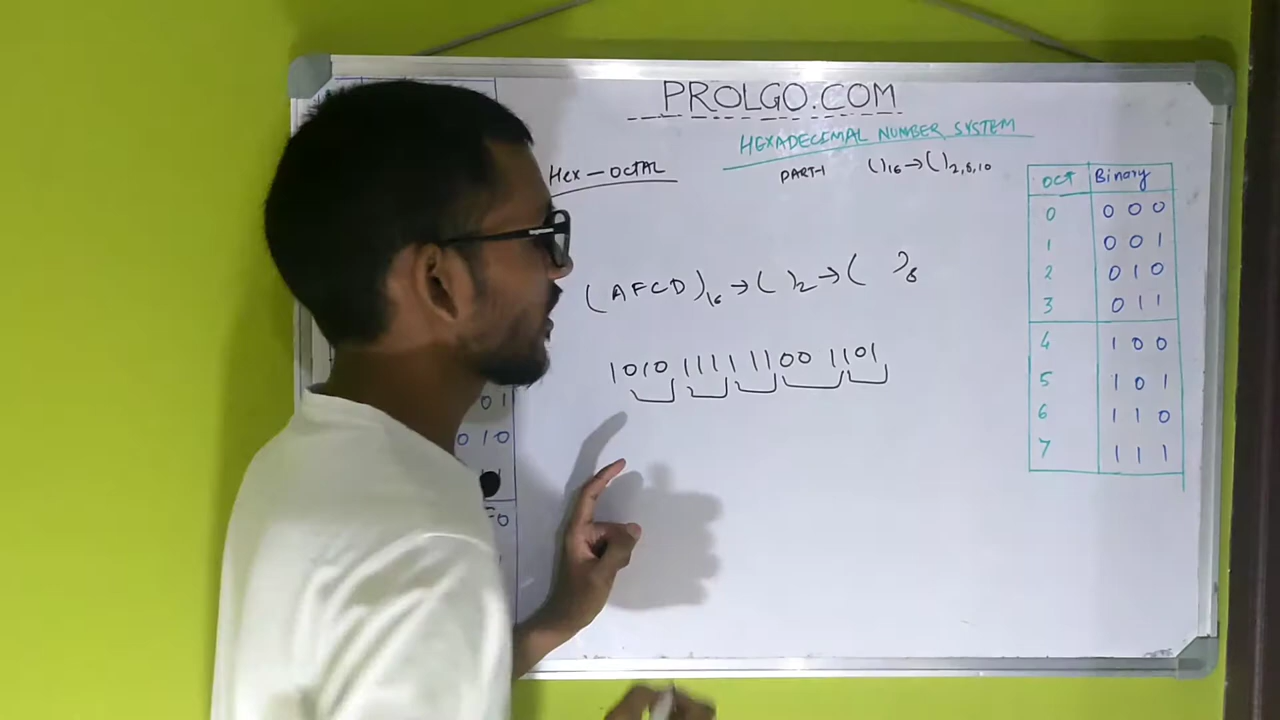 PROLGO.COM
HEXADECIMAL NUMBER SYSTEM
Hex - OCTAL
PART-1 ( )16 → ( )2,8,10
(AFCD)16 → ( )2 → ( )8
1010 1111 1100 1101
OCT Binary
0 000
1 001
2 010
3 011
4 100
5 101
6 110
7 111
01
010